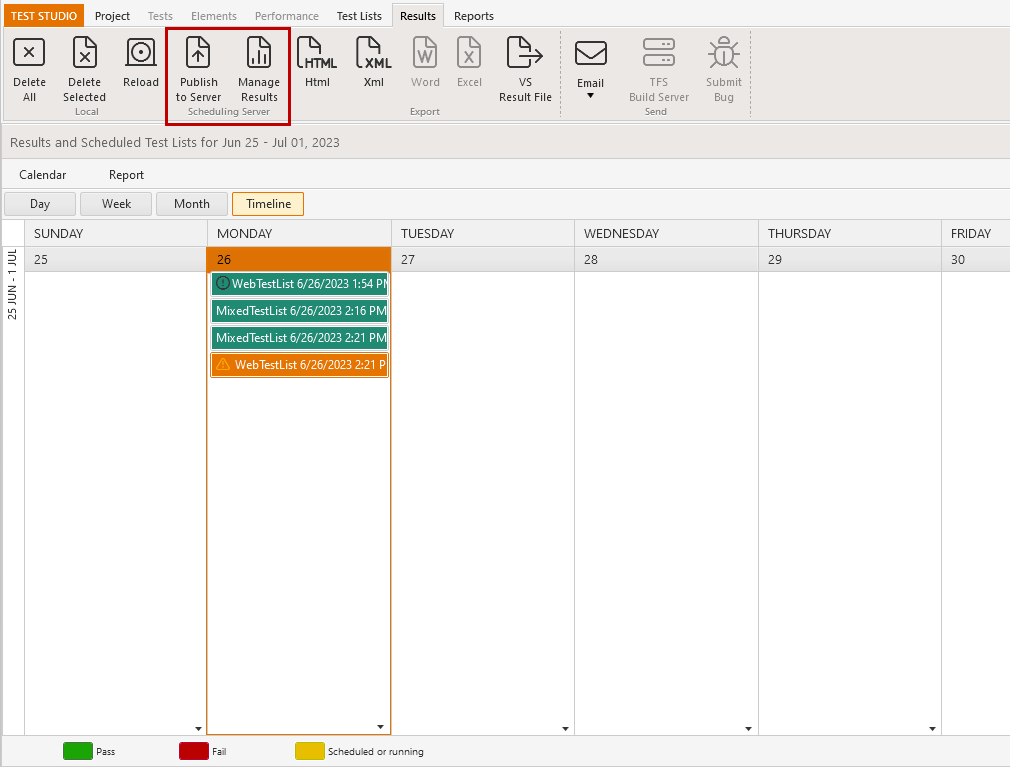 TEST STUDIO Project Tests Elements Performance Test Lists Results Reports
HTML XML W X
Delete All
Delete Selected
Reload
Publish to Server
Manage Results
Html
Xml
Word
Excel
VS Result File
Email
TFS Build Server
Submit Bug
Local Scheduling Server Export Send
Results and Scheduled Test Lists for Jun 25 - Jul 01, 2023
Calendar Report
Day Week Month Timeline
SUNDAY MONDAY TUESDAY WEDNESDAY THURSDAY FRIDAY
25 JUN - 1 JUL
25 26 27 28 29 30
WebTestList 6/26/2023 1:54 PM
MixedTestList 6/26/2023 2:16 PM
MixedTestList 6/26/2023 2:21 PM
WebTestList 6/26/2023 2:21 P
Pass Fail Scheduled or running